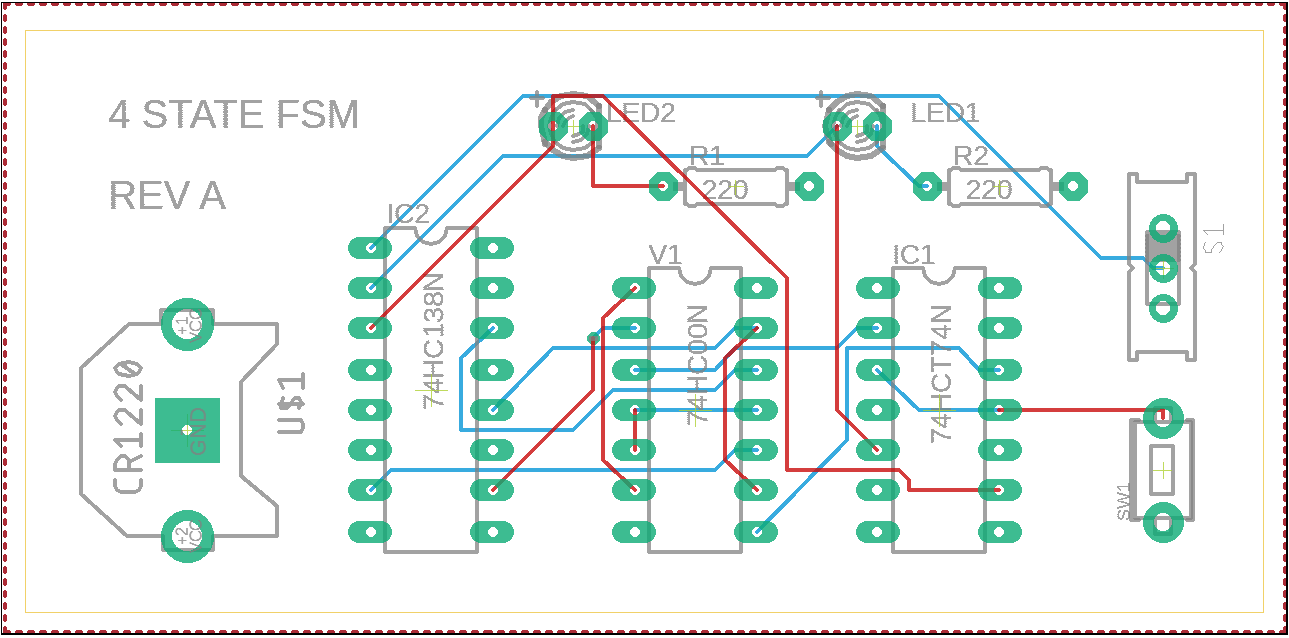 4 STATE FSM
REV A
+
LED2
+
LED1
R1
220
R2
220
IC2
74HC138N
V1
74HC00N
IC1
74HCT74N
S1
SW1
CR1220
U$1
+1
VCC
GND
+2
VCC